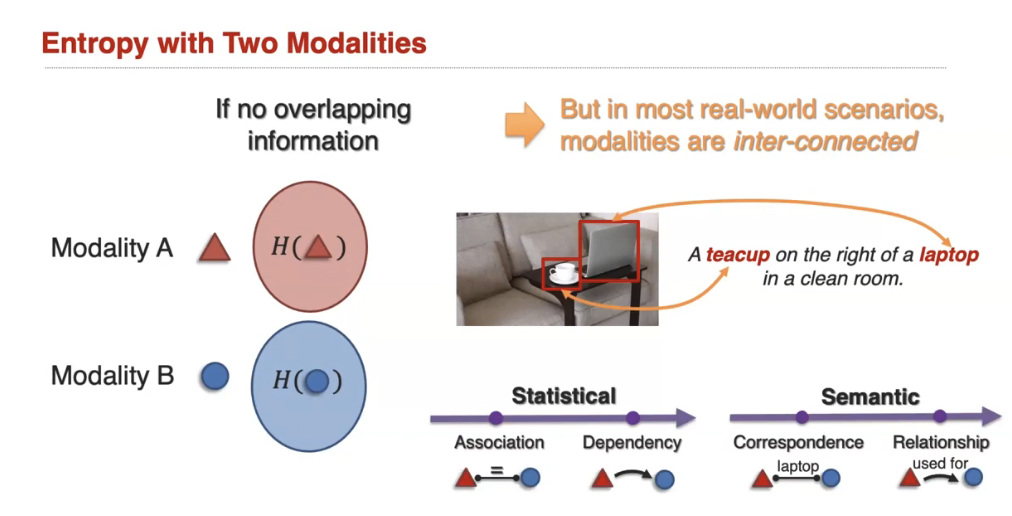 Entropy with Two Modalities
If no overlapping
information
But in most real-world scenarios,
modalities are inter-connected
Modality A
H( )
A teacup on the right of a laptop
in a clean room.
Modality B
H( )
Statistical
Association
Dependency
=
Semantic
Correspondence
Relationship
laptop
used for